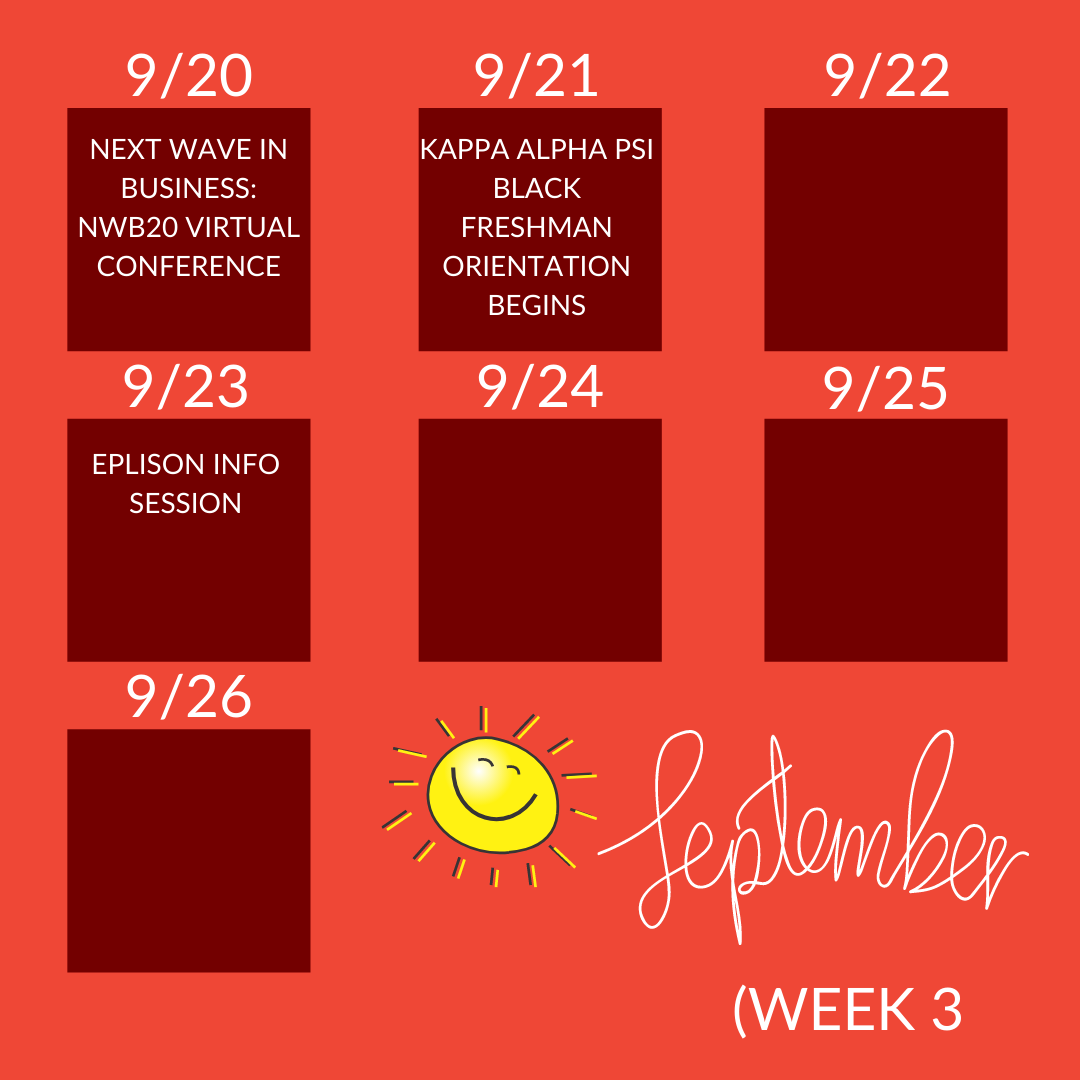 9/20
NEXT WAVE IN
BUSINESS:
NWB20 VIRTUAL
CONFERENCE
9/21
KAPPA ALPHA PSI
BLACK
FRESHMAN
ORIENTATION
BEGINS
9/22
9/23
EPLISON INFO
SESSION
9/24
9/25
9/26
September
(WEEK 3